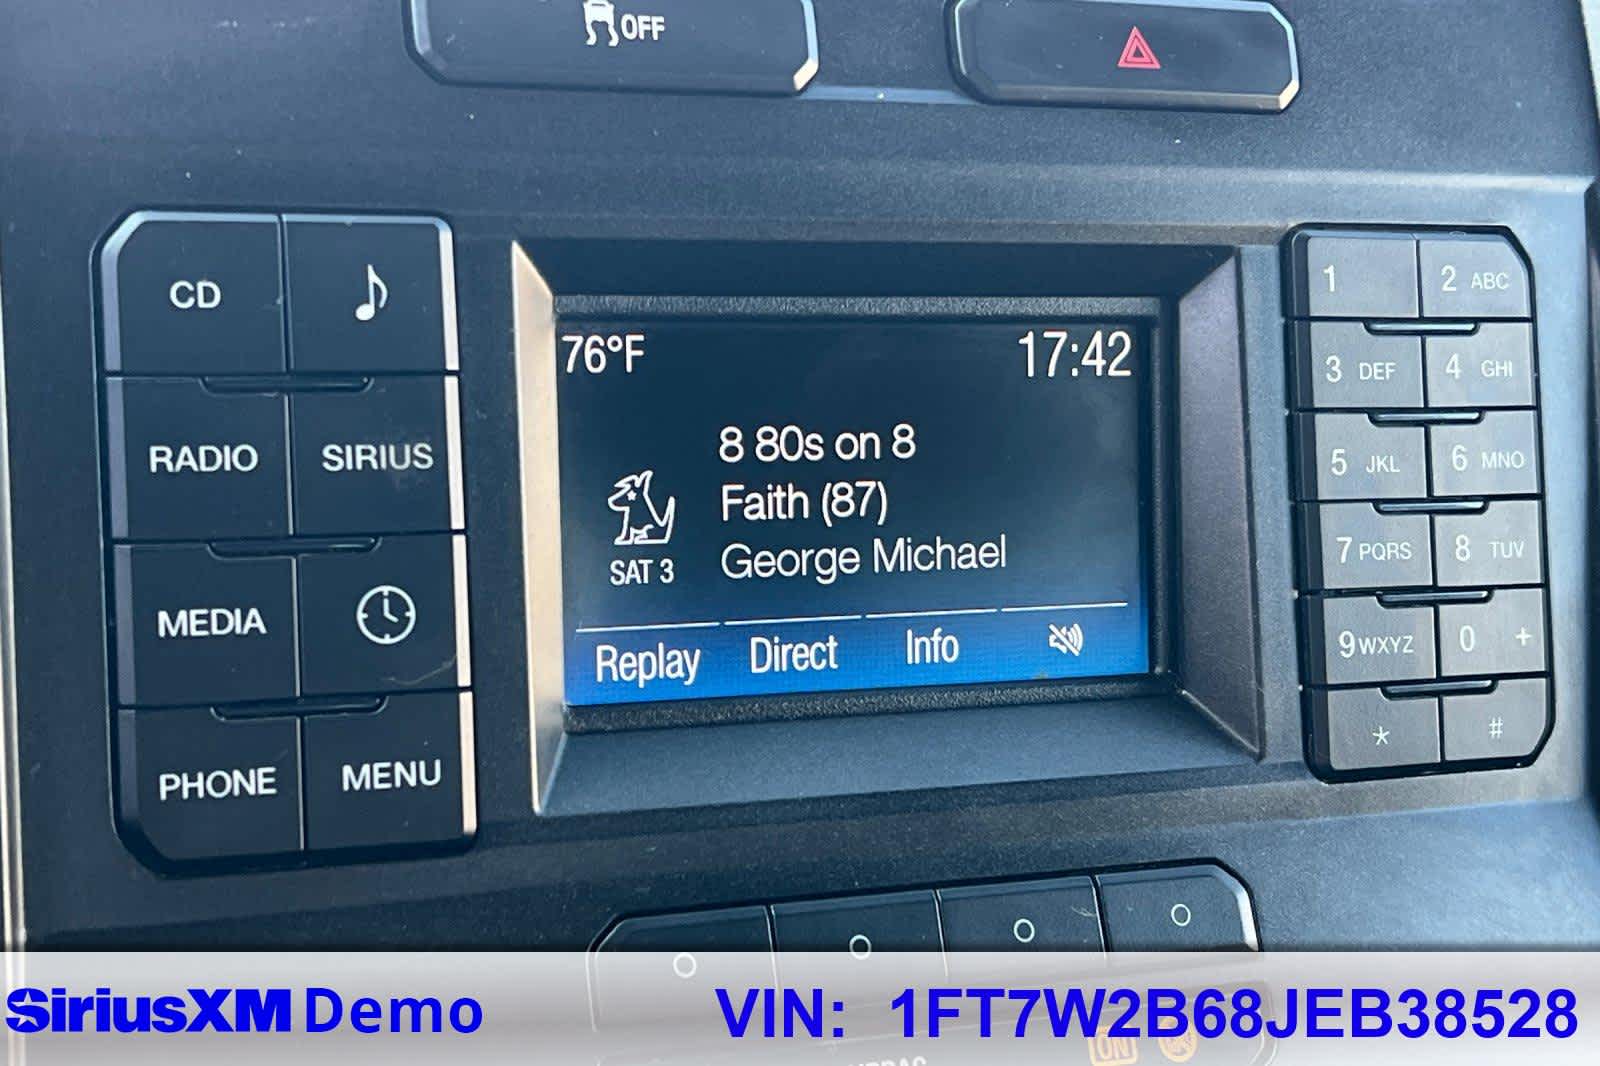 OFF
CD
RADIO SIRIUS
MEDIA
PHONE MENU
76°F 17:42
8 80s on 8
Faith (87)
George Michael
SAT 3
Replay Direct Info
1 2 ABC
3 DEF 4 GHI
5 JKL 6 MNO
7 PQRS 8 TUV
9 WXYZ 0 +
* #
ON
SiriusXM Demo VIN: 1FT7W2B68JEB38528